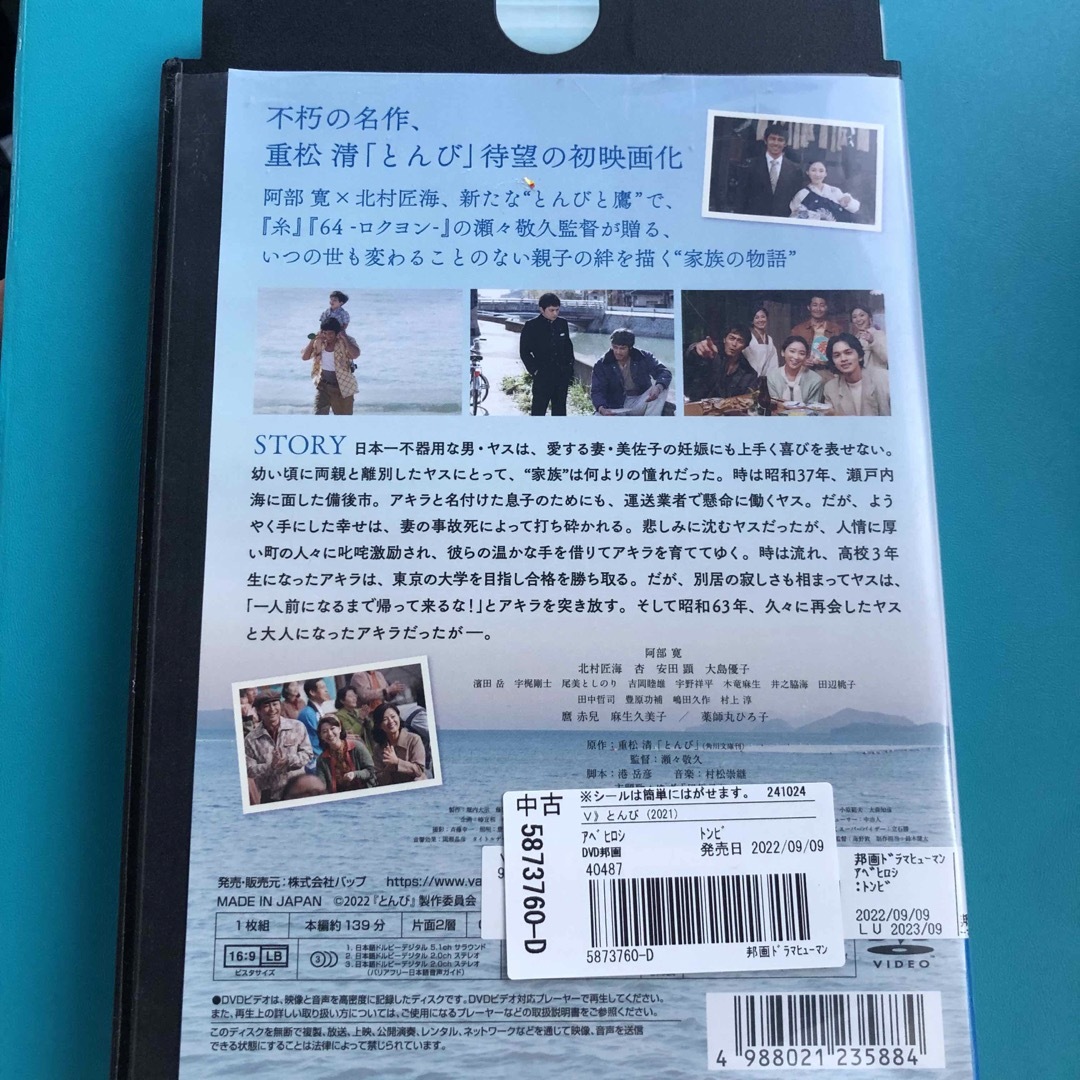 不朽の名作、
重松 清「とんび」待望の初映画化
阿部 寛×北村匠海、新たな“とんびと鷹”で、
『糸』『64 -ロクヨン-』の瀬々敬久監督が贈る、
いつの世も変わることのない親子の絆を描く“家族の物語”
STORY 日本一不器用な男・ヤスは、愛する妻・美佐子の妊娠にも上手く喜びを表せない。
幼い頃に両親と離別したヤスにとって、“家族”は何よりの憧れだった。時は昭和37年、瀬戸内
海に面した備後市。アキラと名付けた息子のためにも、運送業者で懸命に働くヤス。だが、よう
やく手にした幸せは、妻の事故死によって打ち砕かれる。悲しみに沈むヤスだったが、人情に厚
い町の人々に叱咤激励され、彼らの温かな手を借りてアキラを育ててゆく。時は流れ、高校3年
生になったアキラは、東京の大学を目指し合格を勝ち取る。だが、別居の寂しさも相まってヤスは、
「一人前になるまで帰って来るな！」とアキラを突き放す。そして昭和63年、久々に再会したヤス
と大人になったアキラだったが―。
阿部 寛
北村匠海 杏 安田 顕 大島優子
濱田 岳 宇梶剛士 尾美としのり 吉岡睦雄 宇野祥平 木竜麻生 井之脇海 田辺桃子
田中哲司 豊原功補 嶋田久作 村上 淳
麿 赤兒 麻生久美子 ／ 薬師丸ひろ子
原作：重松 清「とんび」（角川文庫刊）
監督：瀬々敬久
脚本：港 岳彦 音楽：村松崇継
中古 5873760-D
※シールは簡単にはがせます。 241024
V》とんび（2021）
ｱﾍﾞﾋﾛｼ ﾄﾝﾋﾞ
DVD邦画 発売日 2022/09/09
40487
5873760-D 邦画ﾄﾞﾗﾏﾋｭｰﾏﾝ
邦画ﾄﾞﾗﾏﾋｭｰﾏﾝ
ｱﾍﾞﾋﾛｼ
:ﾄﾝﾋﾞ
2022/09/09
LV 2023/09
発売・販売元：株式会社バップ https://www.va
MADE IN JAPAN ©2022『とんび』製作委員会
1枚組 本編約139分 片面2層
16:9 LB
ビスタサイズ
1. 日本語ドルビーデジタル 5.1ch サラウンド
2. 日本語ドルビーデジタル 2.0ch ステレオ
3. 日本語ドルビーデジタル 2.0ch ステレオ
（バリアフリー日本語音声ガイド）
VIDEO
●DVDビデオは、映像と音声を高密度に記録したディスクです。DVDビデオ対応プレーヤーで再生してください。
また、再生上の詳しい取り扱い方については、ご使用になるプレーヤーなどの取扱説明書をご参照ください。
このディスクを無断で複製、放送、上映、公開演奏、レンタル、ネットワークなどを通じて映像、音声を送信
できる状態にすることは法律によって禁じられています。
4 988021 235884